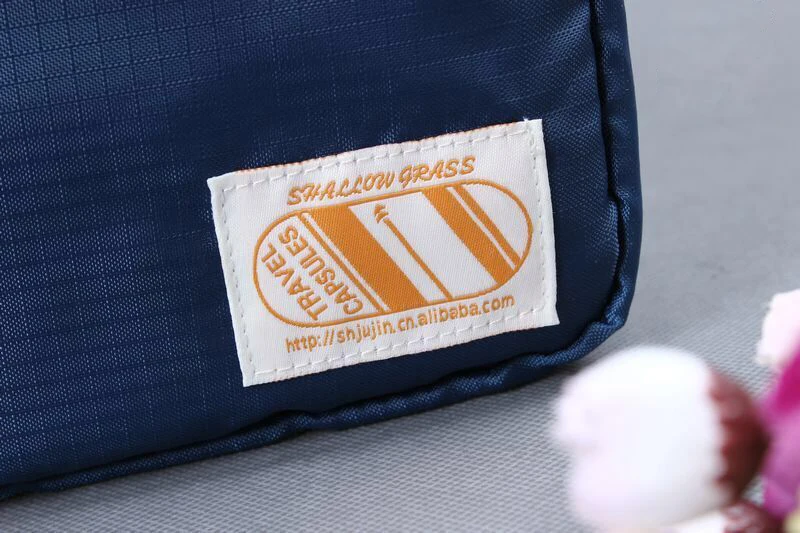 SHALLOW GRASS
TRAVEL
CAPSULES
http://shjujin.cn.alibaba.com